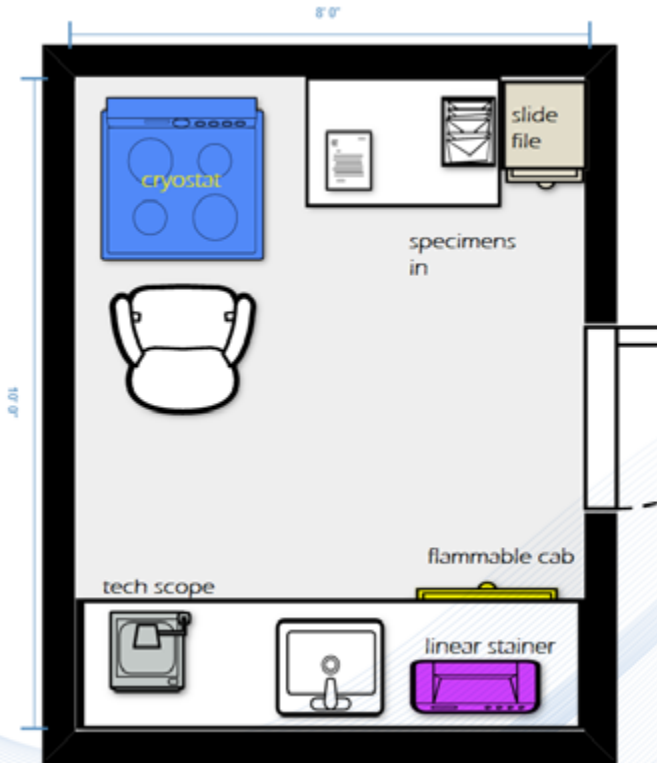 8' 0"
slide
file
cryostat
specimens
in
10' 0"
flammable cab
tech scope
linear stainer